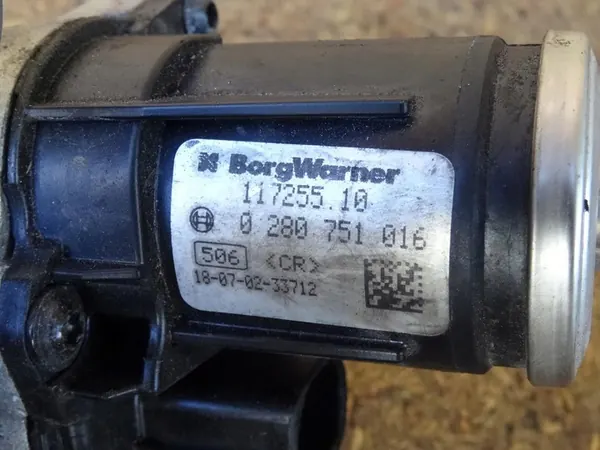 BorgWarner
117255.10
0 280 751 016
506 <CR>
18-07-02-33712